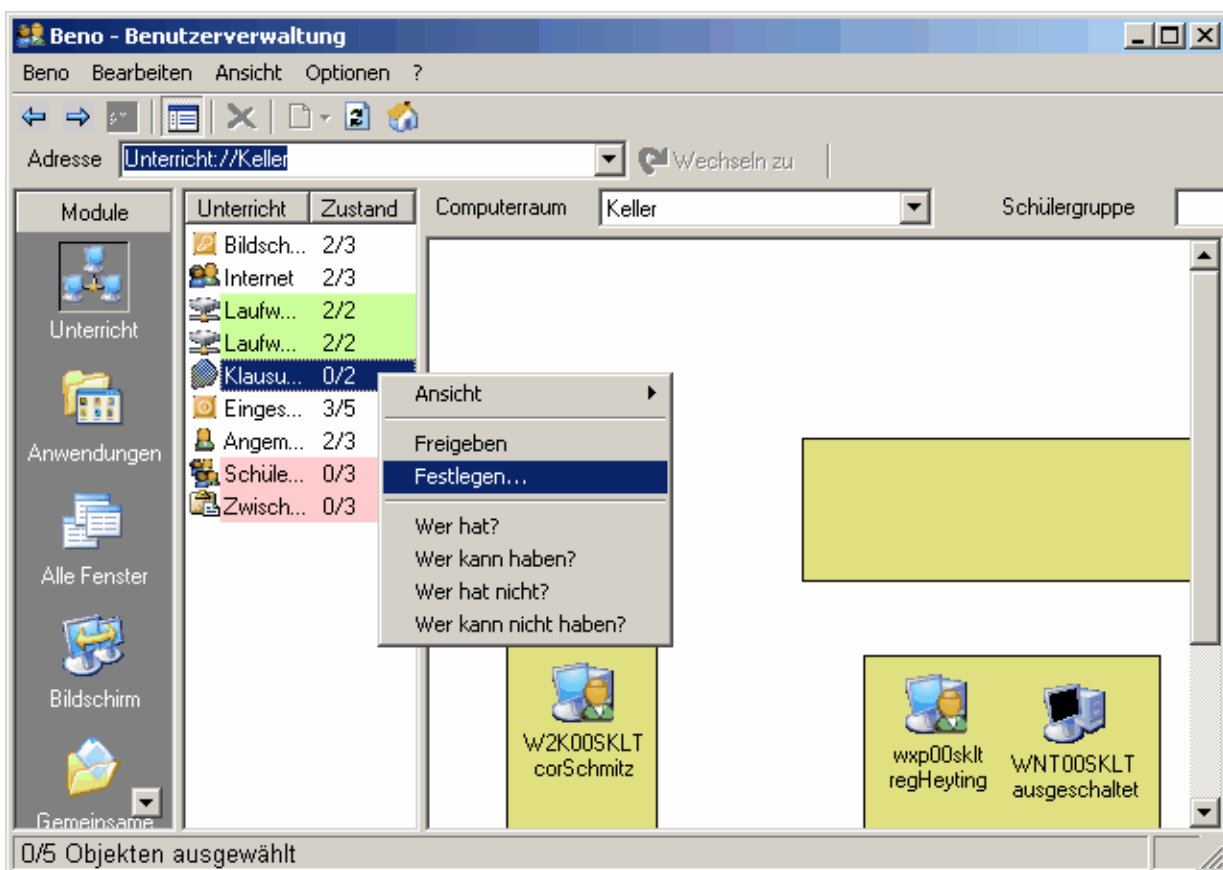 Beno - Benutzerverwaltung
Beno Bearbeiten Ansicht Optionen ?
Adresse Unterricht://Keller Wechseln zu
Module
Unterricht
Anwendungen
Alle Fenster
Bildschirm
Gemeinsame
Unterricht Zustand
Bildsch... 2/3
Internet 2/3
Laufw... 2/2
Laufw... 2/2
Klausu... 0/2
Einges... 3/5
Angem... 2/3
Schüle... 0/3
Zwisch... 0/3
Computerraum Keller Schülergruppe
Ansicht
Freigeben
Festlegen...
Wer hat?
Wer kann haben?
Wer hat nicht?
Wer kann nicht haben?
W2K00SKLT
corSchmitz
wxp00sklt
regHeyting
WNT00SKLT
ausgeschaltet
0/5 Objekten ausgewählt